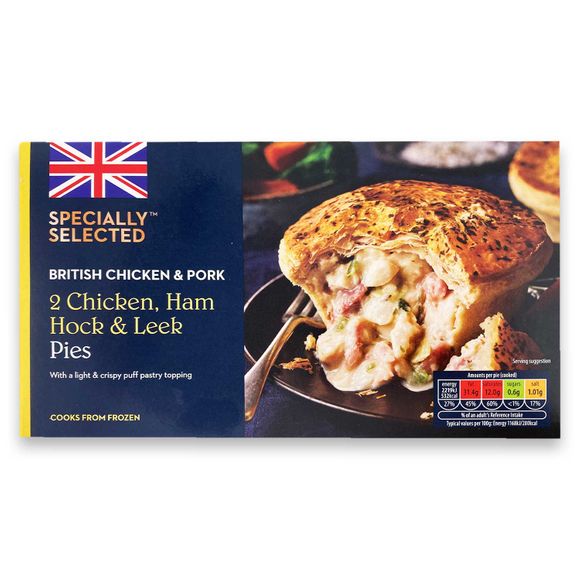 SPECIALLY™
SELECTED
BRITISH CHICKEN & PORK
2 Chicken, Ham
Hock & Leek
Pies
With a light & crispy puff pastry topping
COOKS FROM FROZEN
Serving suggestion
Amounts per pie (cooked)
energy fat saturates sugars salt
2219kJ 532kcal 31.4g 12.0g 0.6g 1.01g
27% 45% 60% <1% 17%
% of an adult's Reference Intake
Typical values per 100g: Energy 1168kJ/280kcal